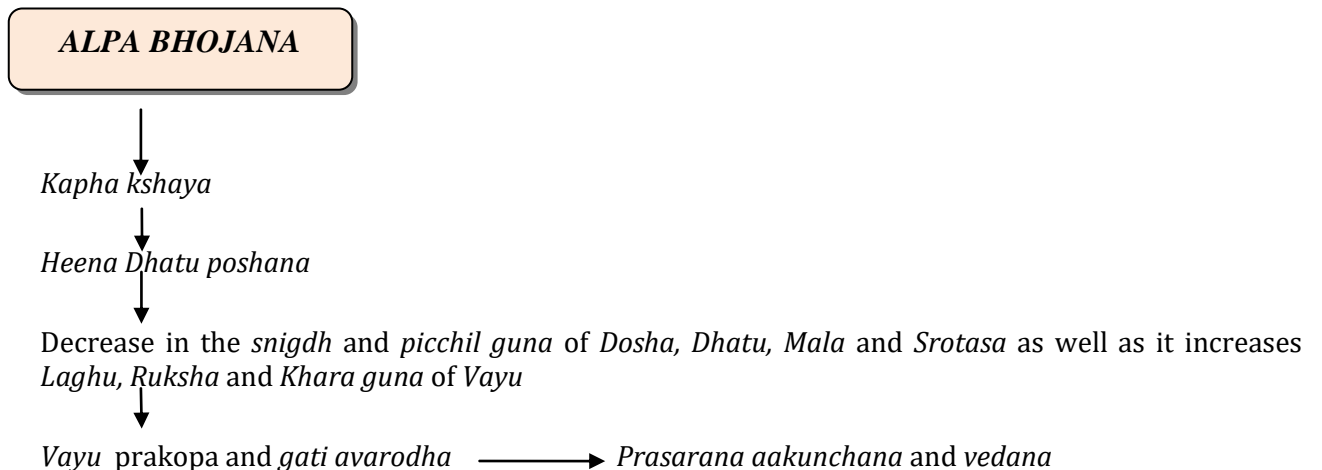 ALPA BHOJANA
Kapha kshaya
Heena Dhatu poshana
Decrease in the snigdh and picchil guna of Dosha, Dhatu, Mala and Srotasa as well as it increases
Laghu, Ruksha and Khara guna of Vayu
Vayu prakopa and gati avarodha Prasarana aakunchana and vedana